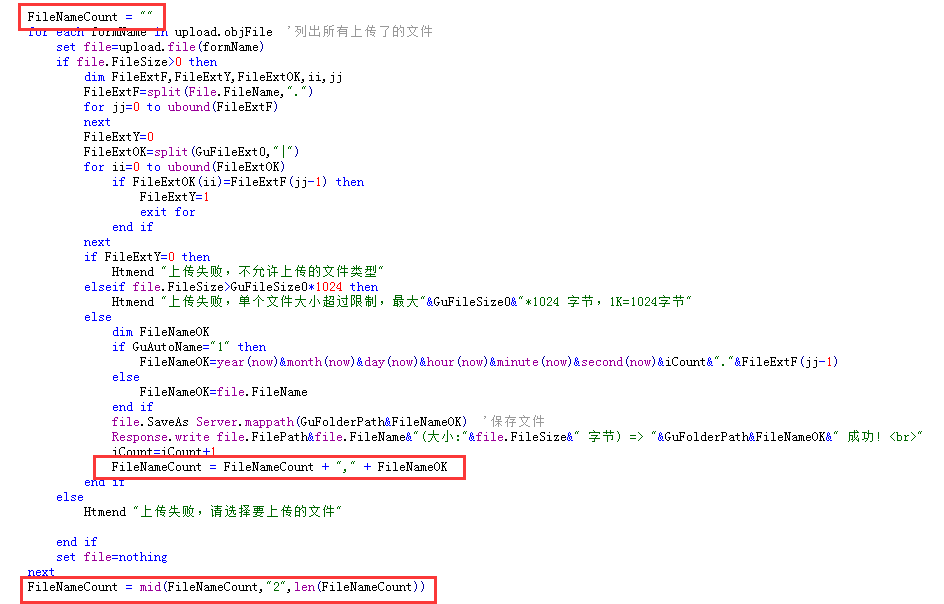 FileNameCount = ""
for each formName in upload.objFile '列出所有上传了的文件
set file=upload.file(formName)
if file.FileSize>0 then
dim FileExtF,FileExtY,FileExtOK,ii,jj
FileExtF=split(File.FileName,".")
for jj=0 to ubound(FileExtF)
next
FileExtY=0
FileExtOK=split(GuFileExt0,"|")
for ii=0 to ubound(FileExtOK)
if FileExtOK(ii)=FileExtF(jj-1) then
FileExtY=1
exit for
end if
next
if FileExtY=0 then
Htmend "上传失败，不允许上传的文件类型"
elseif file.FileSize>GuFileSize0*1024 then
Htmend "上传失败，单个文件大小超过限制，最大"&GuFileSize0&"*1024 字节，1K=1024字节"
else
dim FileNameOK
if GuAutoName="1" then
FileNameOK=year(now)&month(now)&day(now)&hour(now)&minute(now)&second(now)&iCount&"."&FileExtF(jj-1)
else
FileNameOK=file.FileName
end if
file.SaveAs Server.mappath(GuFolderPath&FileNameOK) '保存文件
Response.write file.FilePath&file.FileName&"(大小:"&file.FileSize&" 字节) => "&GuFolderPath&FileNameOK&" 成功! <br>"
iCount=iCount+1
FileNameCount = FileNameCount + "," + FileNameOK
end if
else
Htmend "上传失败，请选择要上传的文件"
end if
set file=nothing
next
FileNameCount = mid(FileNameCount,"2",len(FileNameCount))